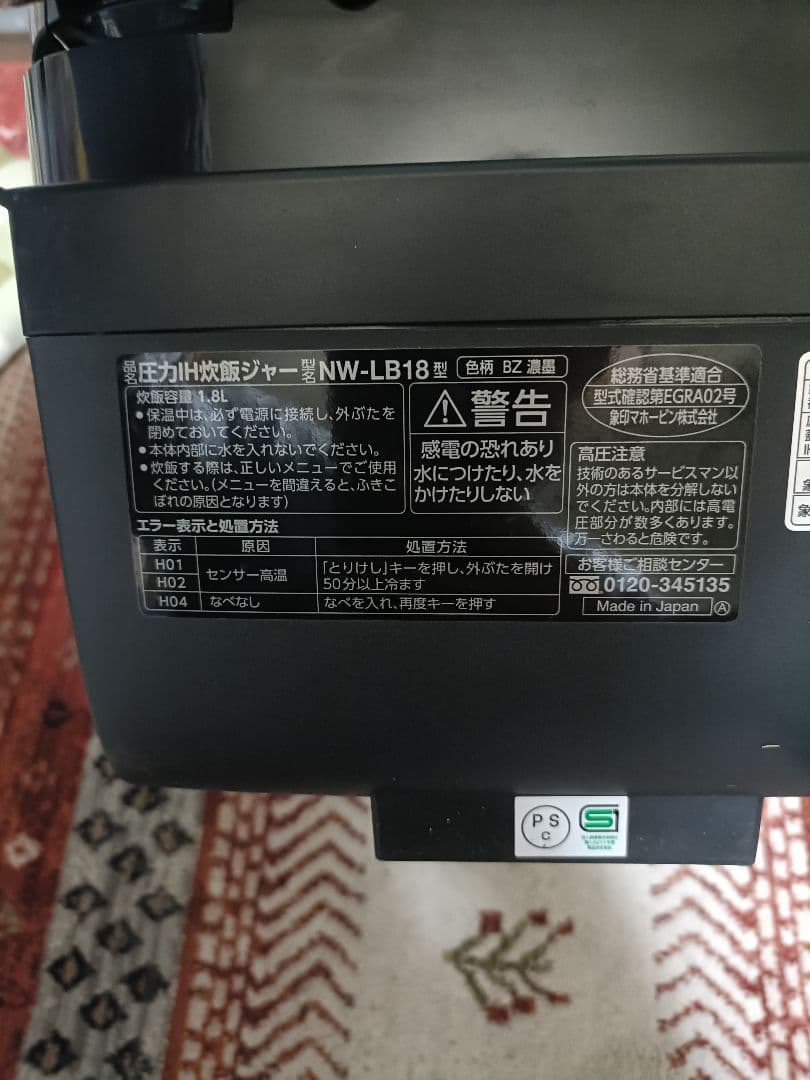 品名 圧力IH炊飯ジャー 型名 NW-LB18型 色柄 BZ 濃墨
炊飯容量 1.8L
●保温中は、必ず電源に接続し、外ぶたを
閉めておいてください。
●本体内部に水を入れないでください。
●炊飯する際は、正しいメニューでご使用
ください。(メニューを間違えると、ふきこ
ぼれの原因となります)
警告
感電の恐れあり
水につけたり、水を
かけたりしない
総務省基準適合
型式確認第EGRA02号
象印マホービン株式会社
高圧注意
技術のあるサービスマン以
外の方は本体を分解しない
でください。内部には高電
圧部分が数多くあります。
万一さわると危険です。
エラー表示と処置方法
表示 原因 処置方法
H01
H02
センサー高温
「とりけし」キーを押し、外ぶたを開け
50分以上冷ます
H04 なべなし なべを入れ、再度キーを押す
お客様ご相談センター
0120-345135
Made in Japan Ⓐ
象
象
PS
C
S